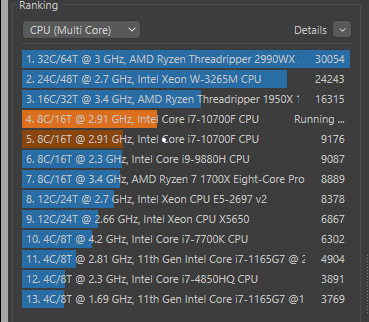 Ranking
CPU (Multi Core) Details
1. 32C/64T @ 3 GHz, AMD Ryzen Threadripper 2990WX 30054
2. 24C/48T @ 2.7 GHz, Intel Xeon W-3265M CPU 24243
3. 16C/32T @ 3.4 GHz, AMD Ryzen Threadripper 1950X 1 16315
4. 8C/16T @ 2.91 GHz, Intel Core i7-10700F CPU Running ...
5. 8C/16T @ 2.91 GHz, Intel Core i7-10700F CPU 9176
6. 8C/16T @ 2.3 GHz, Intel Core i9-9880H CPU 9087
7. 8C/16T @ 3.4 GHz, AMD Ryzen 7 1700X Eight-Core Pro 8889
8. 12C/24T @ 2.7 GHz, Intel Xeon CPU E5-2697 v2 8378
9. 12C/24T @ 2.66 GHz, Intel Xeon CPU X5650 6867
10. 4C/8T @ 4.2 GHz, Intel Core i7-7700K CPU 6302
11. 4C/8T @ 2.81 GHz, 11th Gen Intel Core i7-1165G7 @ 2 4904
12. 4C/8T @ 2.3 GHz, Intel Core i7-4850HQ CPU 3891
13. 4C/8T @ 1.69 GHz, 11th Gen Intel Core i7-1165G7 @1 3769